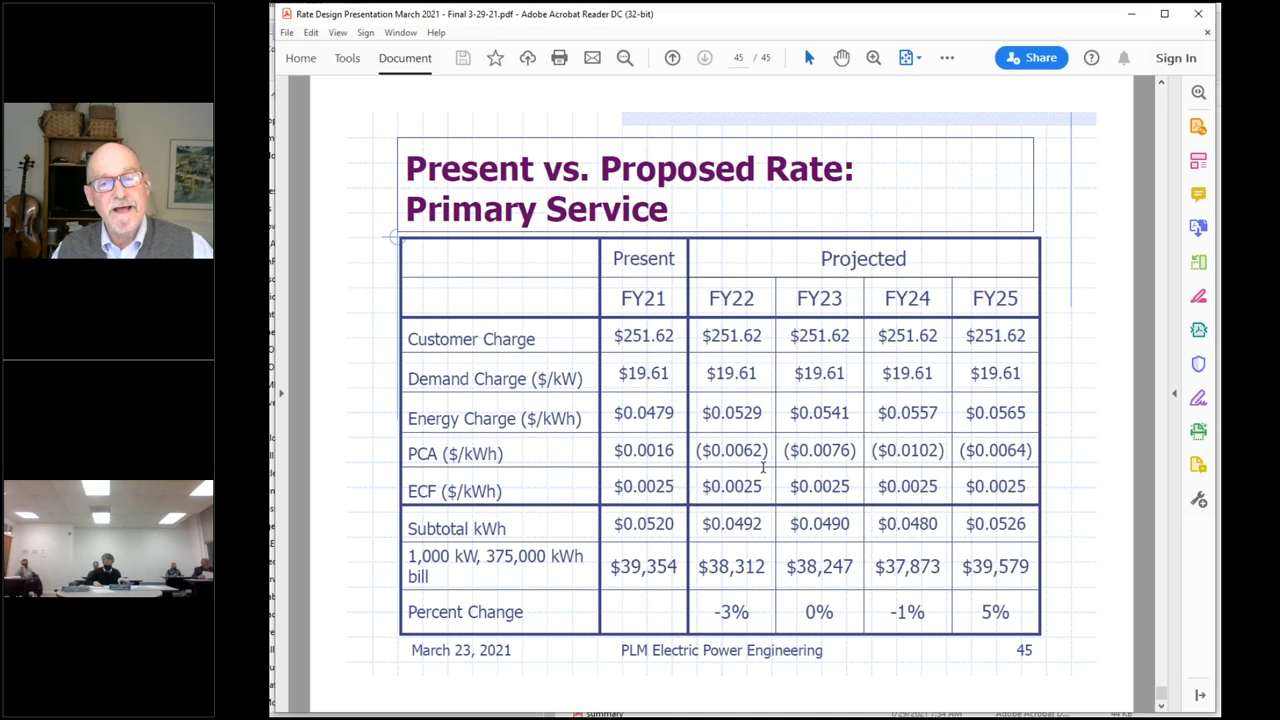 Rate Design Presentation March 2021 - Final 3-29-21.pdf - Adobe Acrobat Reader DC (32-bit)
File Edit View Sign Window Help
Home Tools Document 45 / 45 Share Sign In
Present vs. Proposed Rate:
Primary Service
Present Projected
FY21 FY22 FY23 FY24 FY25
Customer Charge $251.62 $251.62 $251.62 $251.62 $251.62
Demand Charge ($/kW) $19.61 $19.61 $19.61 $19.61 $19.61
Energy Charge ($/kWh) $0.0479 $0.0529 $0.0541 $0.0557 $0.0565
PCA ($/kWh) $0.0016 ($0.0062) ($0.0076) ($0.0102) ($0.0064)
ECF ($/kWh) $0.0025 $0.0025 $0.0025 $0.0025 $0.0025
Subtotal kWh $0.0520 $0.0492 $0.0490 $0.0480 $0.0526
1,000 kW, 375,000 kWh
bill $39,354 $38,312 $38,247 $37,873 $39,579
Percent Change -3% 0% -1% 5%
March 23, 2021 PLM Electric Power Engineering 45
summary